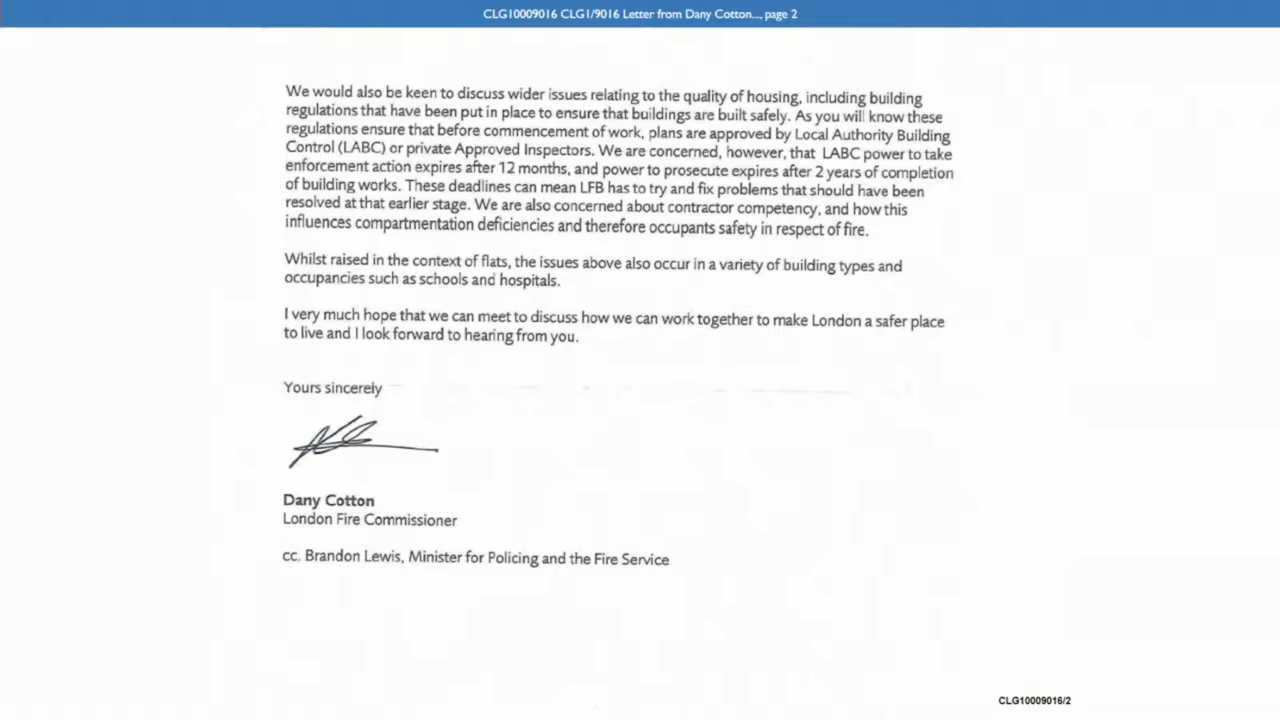 CLG10009016 CLG1/9016 Letter from Dany Cotton..., page 2
We would also be keen to discuss wider issues relating to the quality of housing, including building
regulations that have been put in place to ensure that buildings are built safely. As you will know these
regulations ensure that before commencement of work, plans are approved by Local Authority Building
Control (LABC) or private Approved Inspectors. We are concerned, however, that LABC power to take
enforcement action expires after 12 months, and power to prosecute expires after 2 years of completion
of building works. These deadlines can mean LFB has to try and fix problems that should have been
resolved at that earlier stage. We are also concerned about contractor competency, and how this
influences compartmentation deficiencies and therefore occupants safety in respect of fire.
Whilst raised in the context of flats, the issues above also occur in a variety of building types and
occupancies such as schools and hospitals.
I very much hope that we can meet to discuss how we can work together to make London a safer place
to live and I look forward to hearing from you.
Yours sincerely
Dany Cotton
London Fire Commissioner
cc. Brandon Lewis, Minister for Policing and the Fire Service
CLG10009016/2